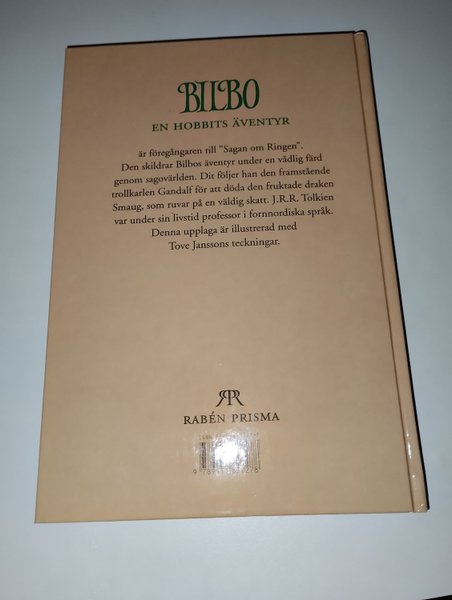 BILBO
EN HOBBITS ÄVENTYR
är föregångaren till "Sagan om Ringen".
Den skildrar Bilbos äventyr under en vådlig färd
genom sagovärlden. Dit följer han den framstående
trollkarlen Gandalf för att döda den fruktade draken
Smaug, som ruvar på en väldig skatt. J.R.R. Tolkien
var under sin livstid professor i fornnordiska språk.
Denna upplaga är illustrerad med
Tove Janssons teckningar.
RABÉN PRISMA
ISBN